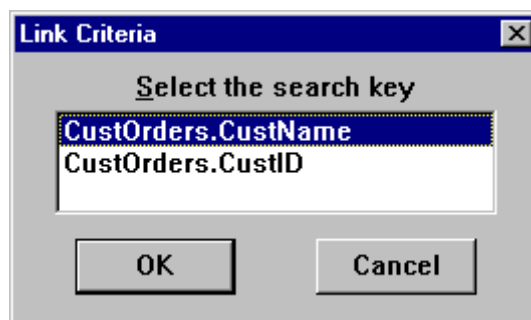 Link Criteria
Select the search key
CustOrders.CustName
CustOrders.CustID
OK Cancel